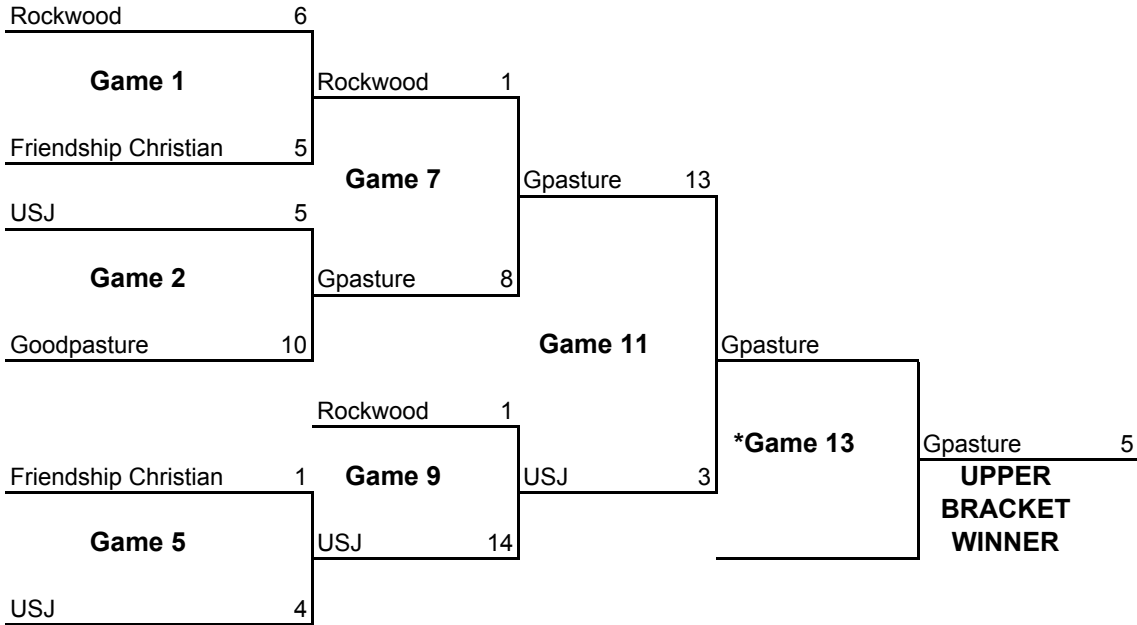 Rockwood 6
Game 1
Rockwood 1
Friendship Christian 5
Game 7
Gpasture 13
USJ 5
Game 2
Gpasture 8
Goodpasture 10
Game 11
Gpasture
Rockwood 1
*Game 13
Gpasture 5
Friendship Christian 1
Game 9
USJ 3
UPPER
BRACKET
WINNER
Game 5
USJ 14
USJ 4